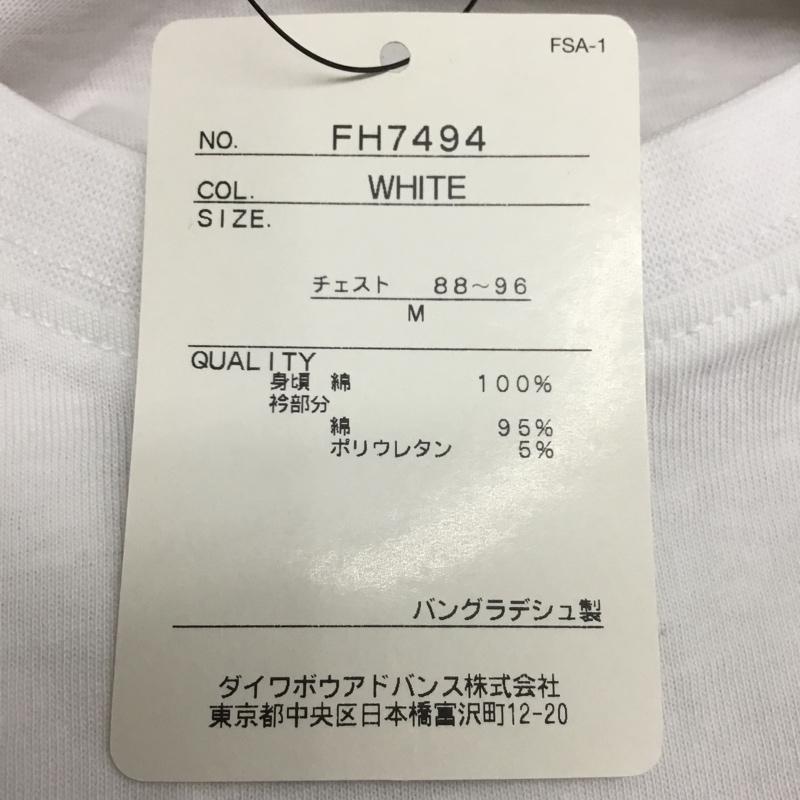 FSA-1
NO. FH7494
COL. WHITE
SIZE.
チェスト 88～96
M
QUALITY
身頃 綿 100%
衿部分
綿 95%
ポリウレタン 5%
バングラデシュ製
ダイワボウアドバンス株式会社
東京都中央区日本橋富沢町12-20